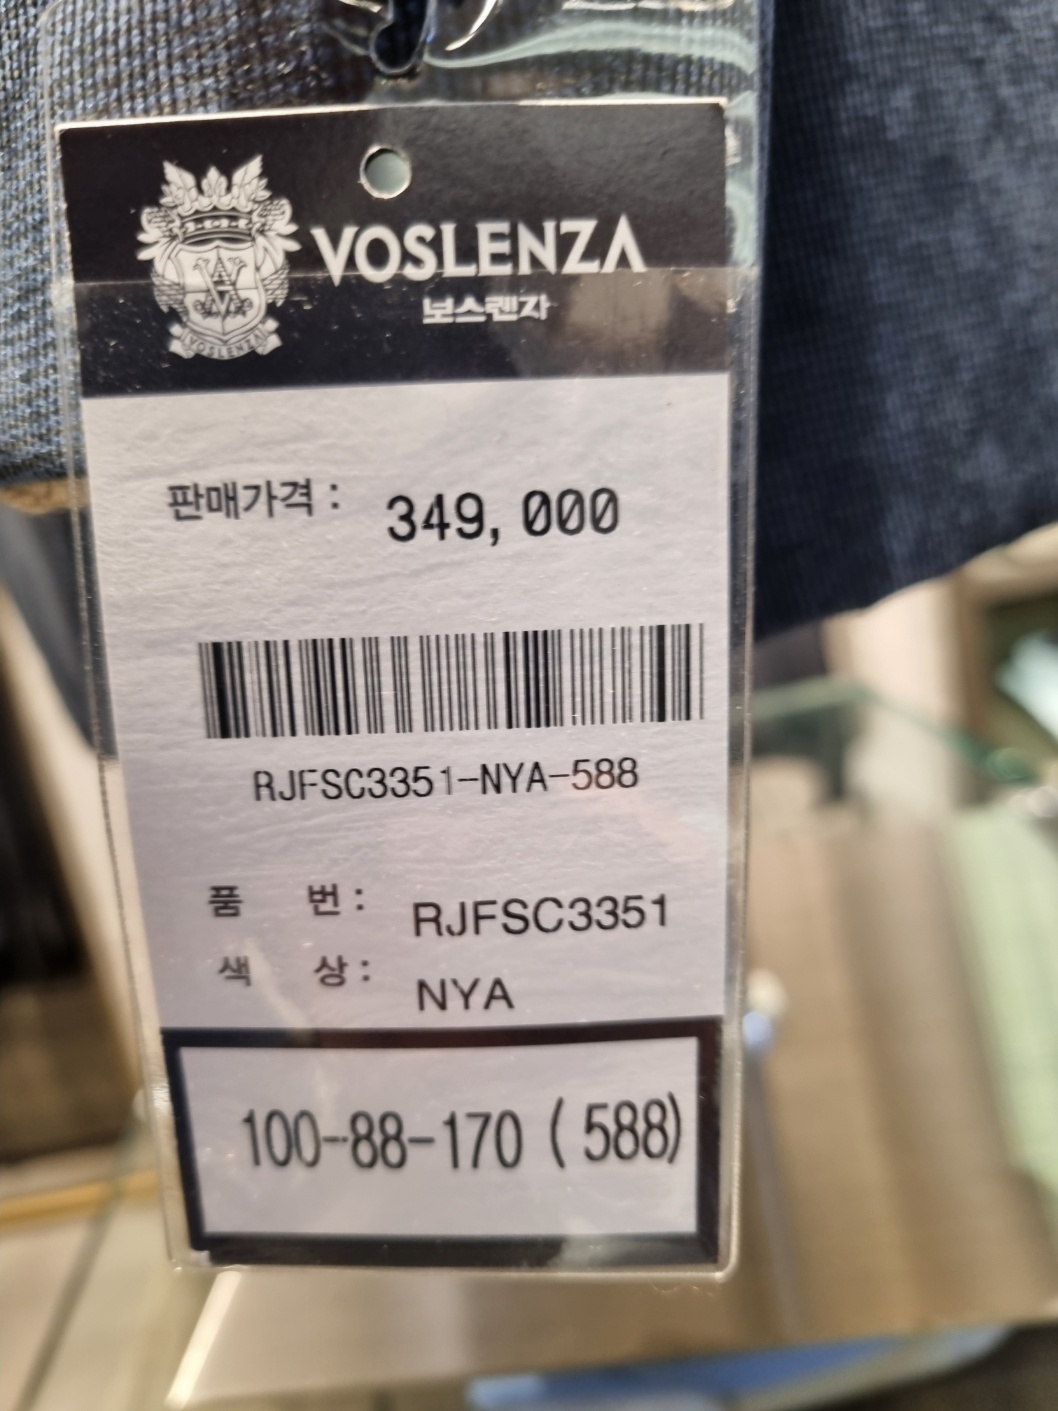 VOSLENZA
보스렌자
VOSLENZA
판매가격 : 349,000
RJFSC3351-NYA-588
품 번 : RJFSC3351
색 상 : NYA
100-88-170 (588)